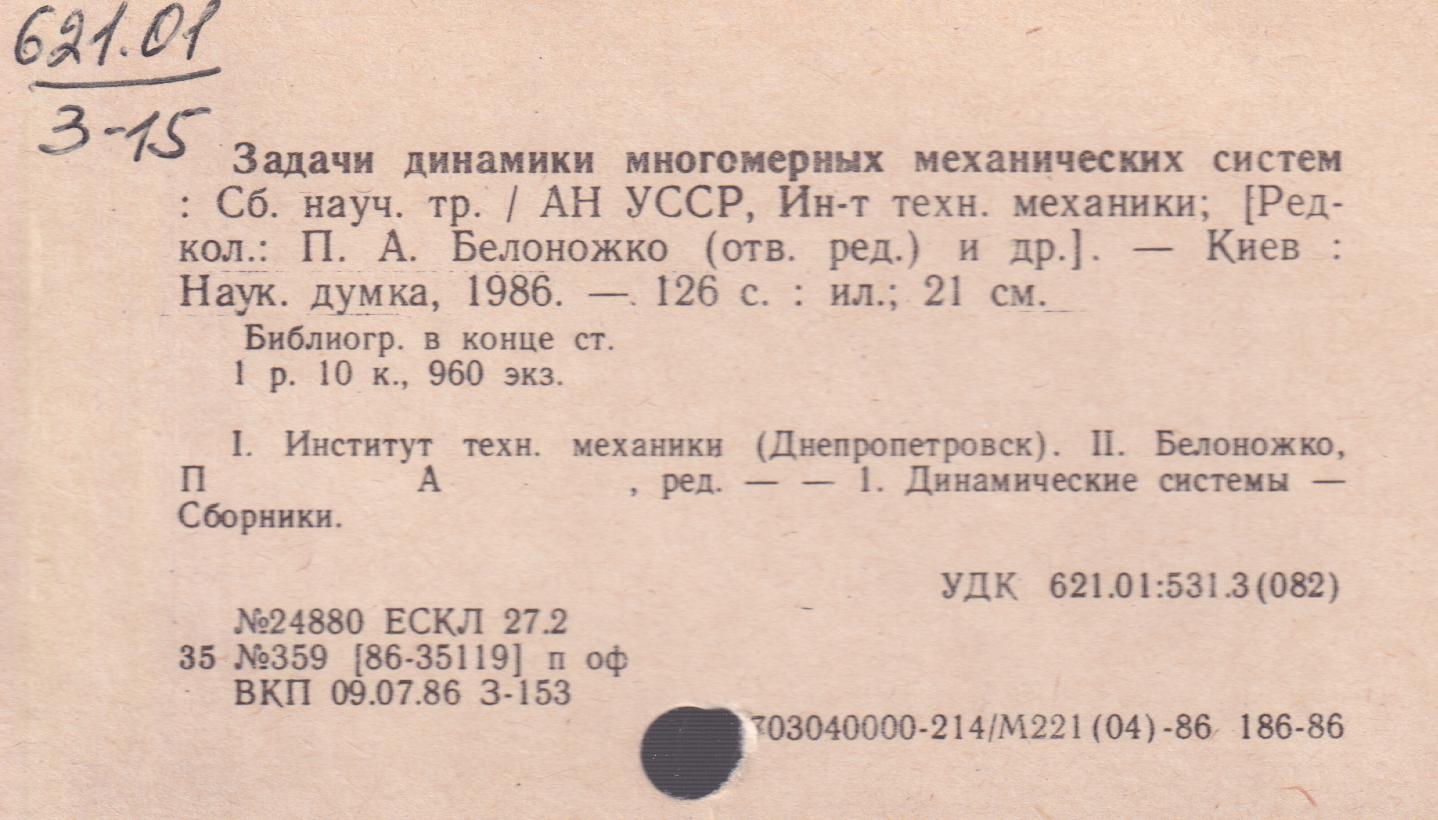 621.01
З-15
Задачи динамики многомерных механических систем
: Сб. науч. тр. / АН УССР, Ин-т техн. механики; [Ред-
кол.: П. А. Белоножко (отв. ред.) и др.]. — Киев :
Наук. думка, 1986. — 126 с. : ил.; 21 см.
Библиогр. в конце ст.
1 р. 10 к., 960 экз.
I. Институт техн. механики (Днепропетровск). II. Белоножко,
П А , ред. — — 1. Динамические системы —
Сборники.
УДК 621.01:531.3(082)
№24880 ЕСКЛ 27.2
35 №359 [86-35119] п оф
ВКП 09.07.86 З-153
703040000-214/М221(04)-86 186-86